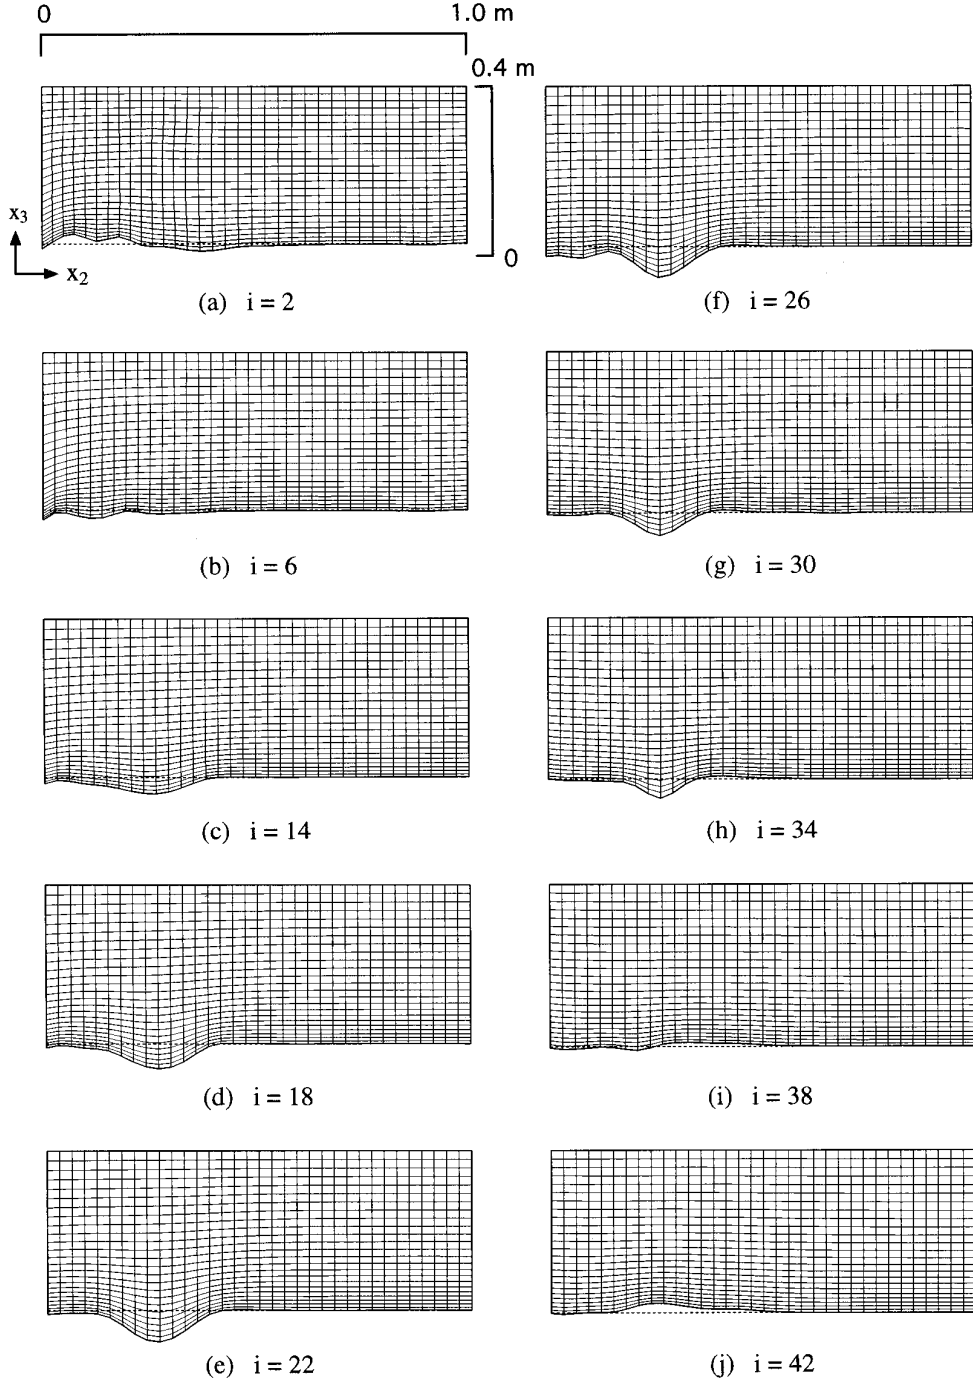 0 1.0 m
0.4 m
x3
x2
0
(a) i = 2
(f) i = 26
(b) i = 6
(g) i = 30
(c) i = 14
(h) i = 34
(d) i = 18
(i) i = 38
(e) i = 22
(j) i = 42